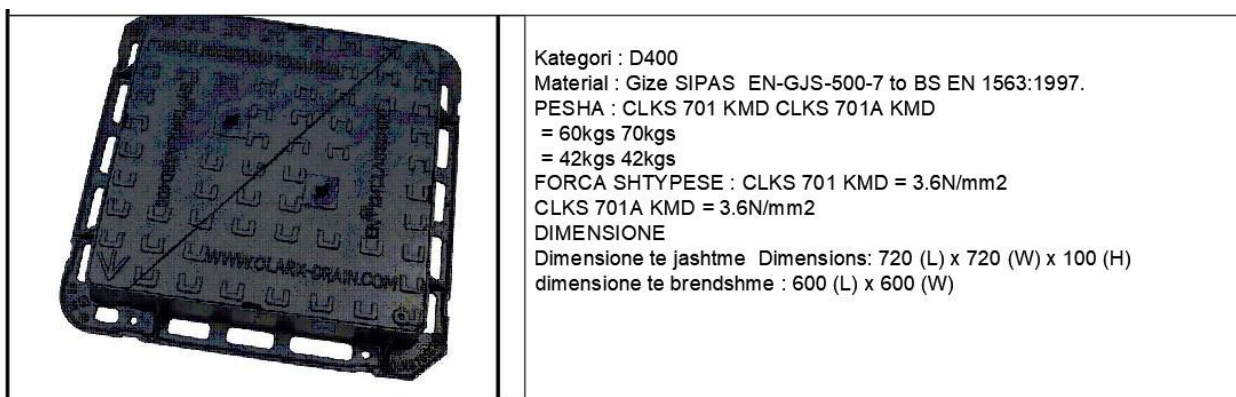 WWW.CLARK-DRAIN.COM
Kategori : D400
Material : Gize SIPAS EN-GJS-500-7 to BS EN 1563:1997.
PESHA : CLKS 701 KMD CLKS 701A KMD
= 60kgs 70kgs
= 42kgs 42kgs
FORCA SHTYPESE : CLKS 701 KMD = 3.6N/mm2
CLKS 701A KMD = 3.6N/mm2
DIMENSIONE
Dimensione te jashtme Dimensions: 720 (L) x 720 (W) x 100 (H)
dimensione te brendshme : 600 (L) x 600 (W)